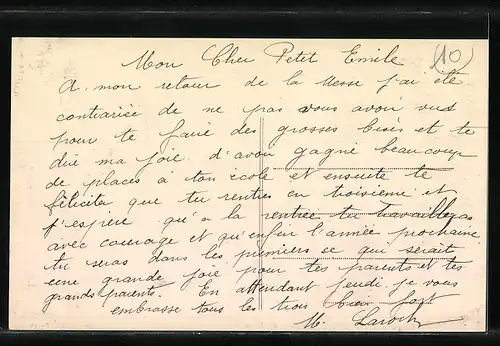 (10)
Mon Cher Petit Emile
A mon retour de la Messe j'ai été
contrariée de ne pas vous avoir vus
pour te faire des grosses bises et te
dire ma joie d'avoir gagné beaucoup
de places à ton école et ensuite te
féliciter que tu rentres en troisième et
j'espère qu'a la rentrée tu travailleras
avec courage et qu'enfin l'année prochaine
tu seras dans les premiers se qui serait
une grande joie pour tes parents et tes
grands parents. En attendant jeudi je vous
embrasse tous les trois bien fort
M.